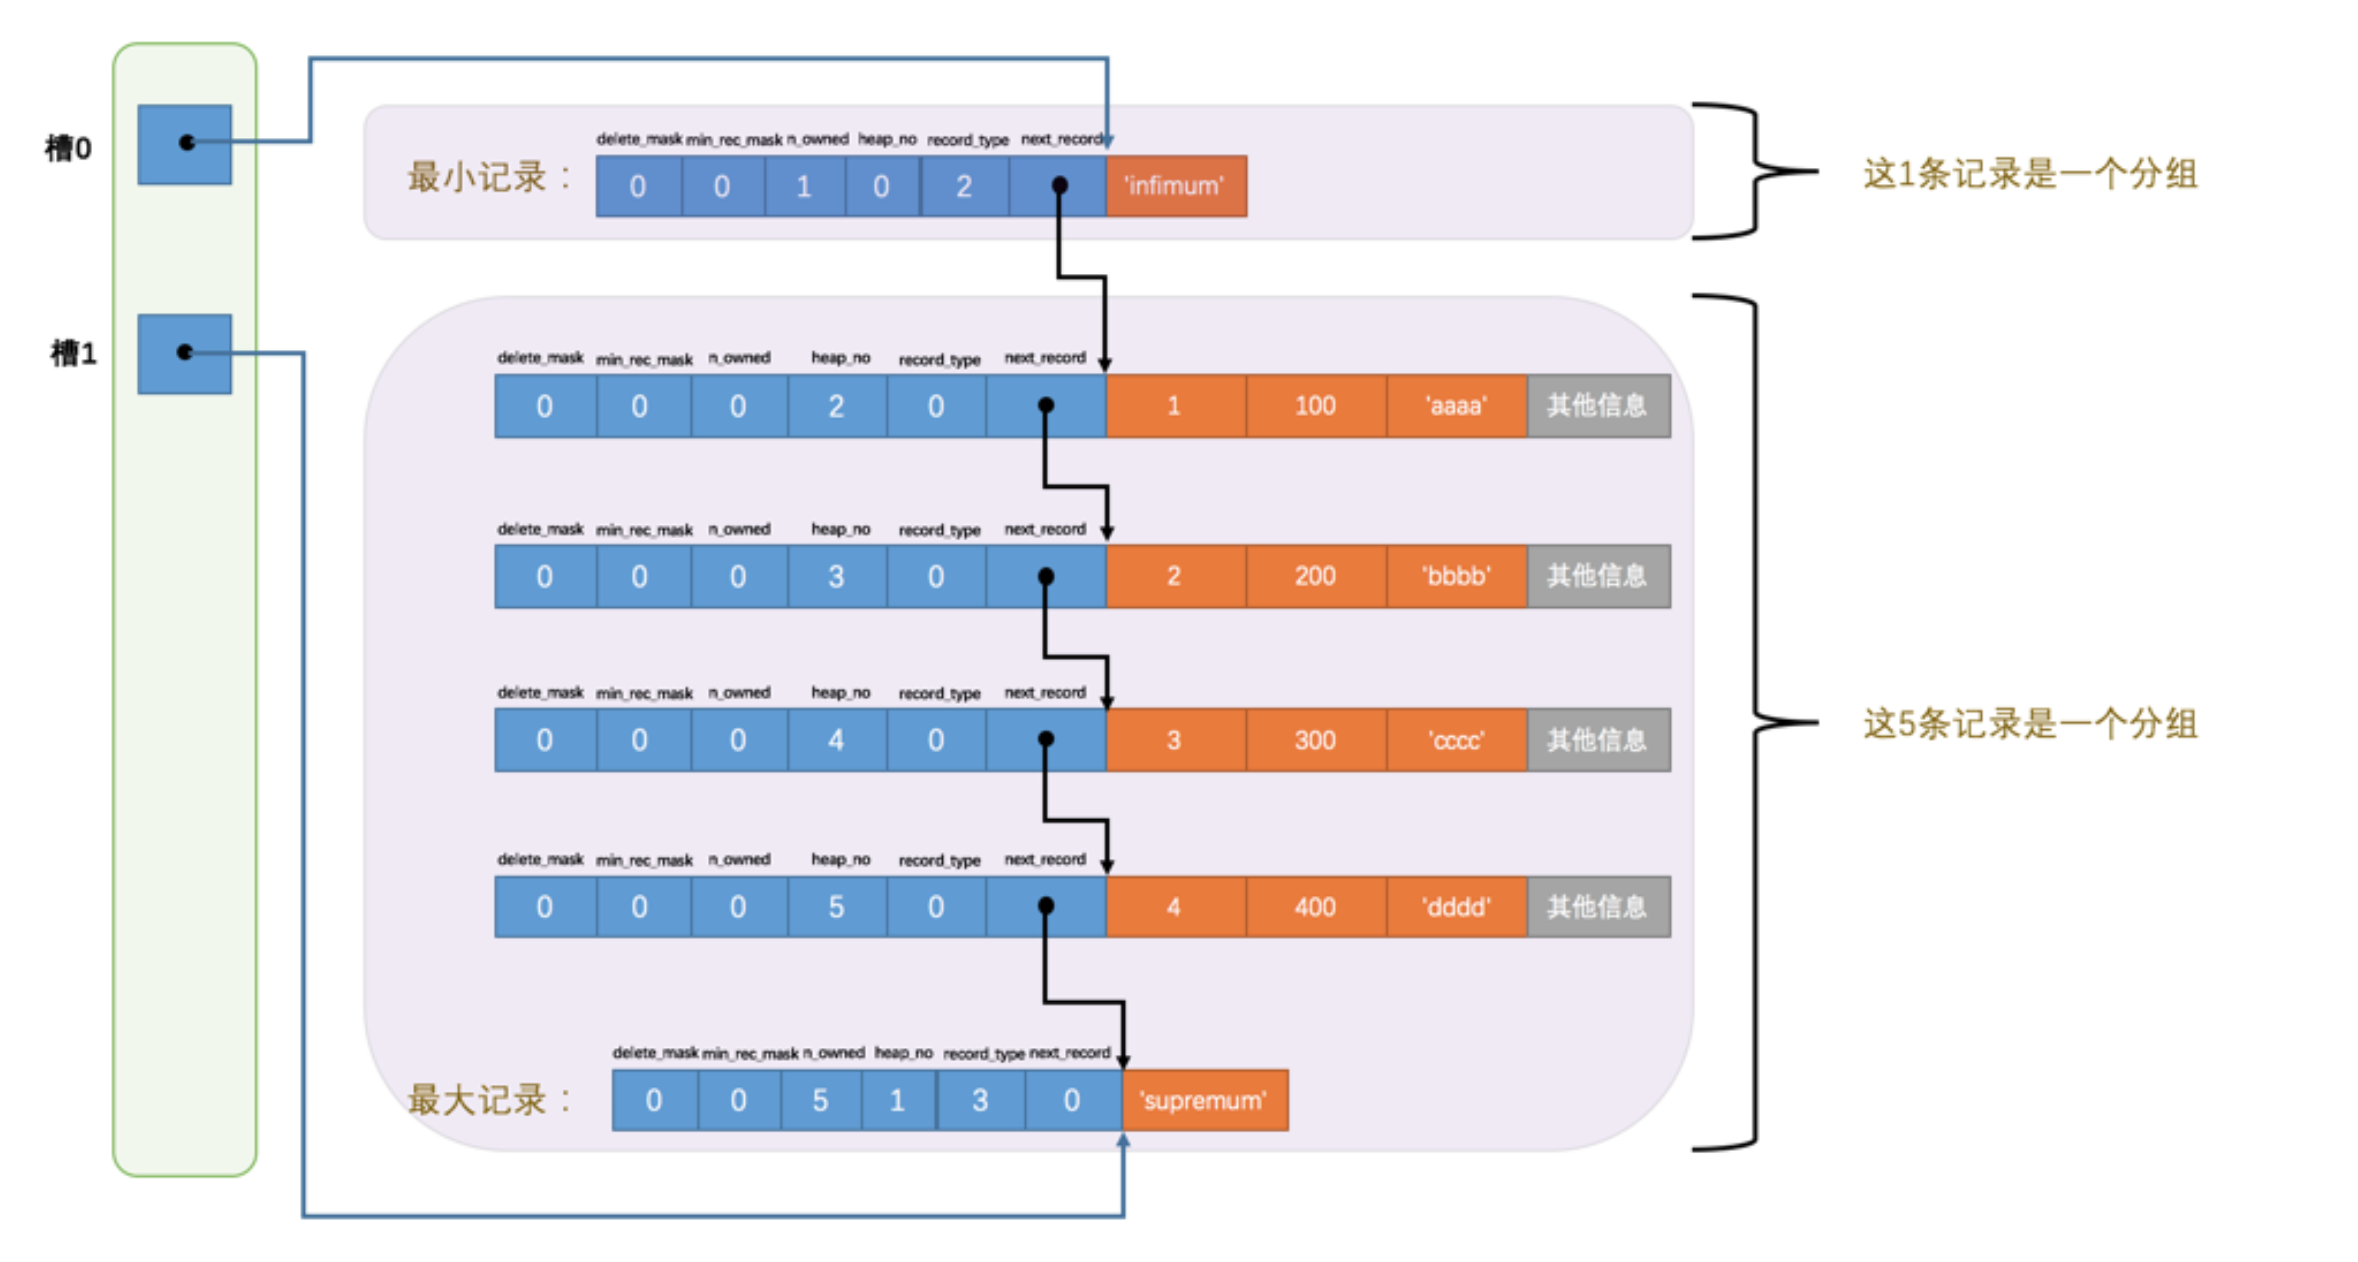 槽0
delete_mask min_rec_mask n_owned heap_no record_type next_record
最小记录： 0 0 1 0 2 'infimum'
这1条记录是一个分组
槽1
delete_mask min_rec_mask n_owned heap_no record_type next_record
0 0 0 2 0 1 100 'aaaa' 其他信息
delete_mask min_rec_mask n_owned heap_no record_type next_record
0 0 0 3 0 2 200 'bbbb' 其他信息
delete_mask min_rec_mask n_owned heap_no record_type next_record
0 0 0 4 0 3 300 'cccc' 其他信息
这5条记录是一个分组
delete_mask min_rec_mask n_owned heap_no record_type next_record
0 0 0 5 0 4 400 'dddd' 其他信息
delete_mask min_rec_mask n_owned heap_no record_type next_record
最大记录： 0 0 5 1 3 0 'supremum'